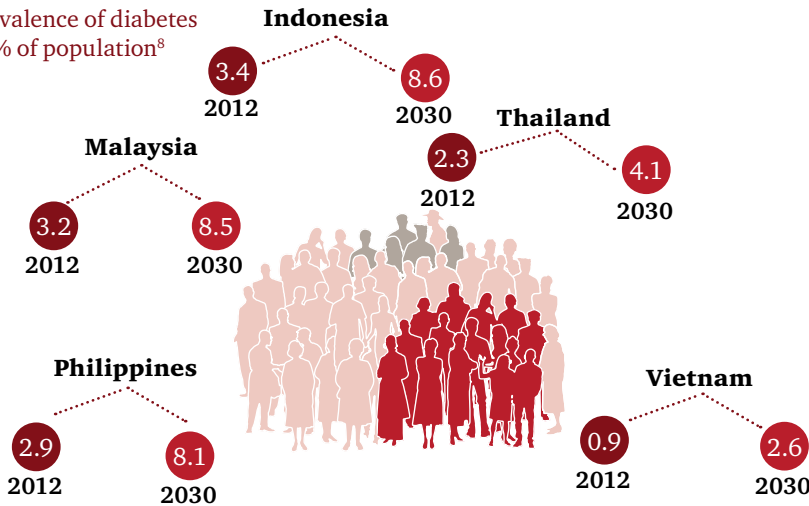 valence of diabetes
% of population⁸
Indonesia
3.4
2012
8.6
2030
Thailand
2.3
2012
4.1
2030
Malaysia
3.2
2012
8.5
2030
Philippines
2.9
2012
8.1
2030
Vietnam
0.9
2012
2.6
2030